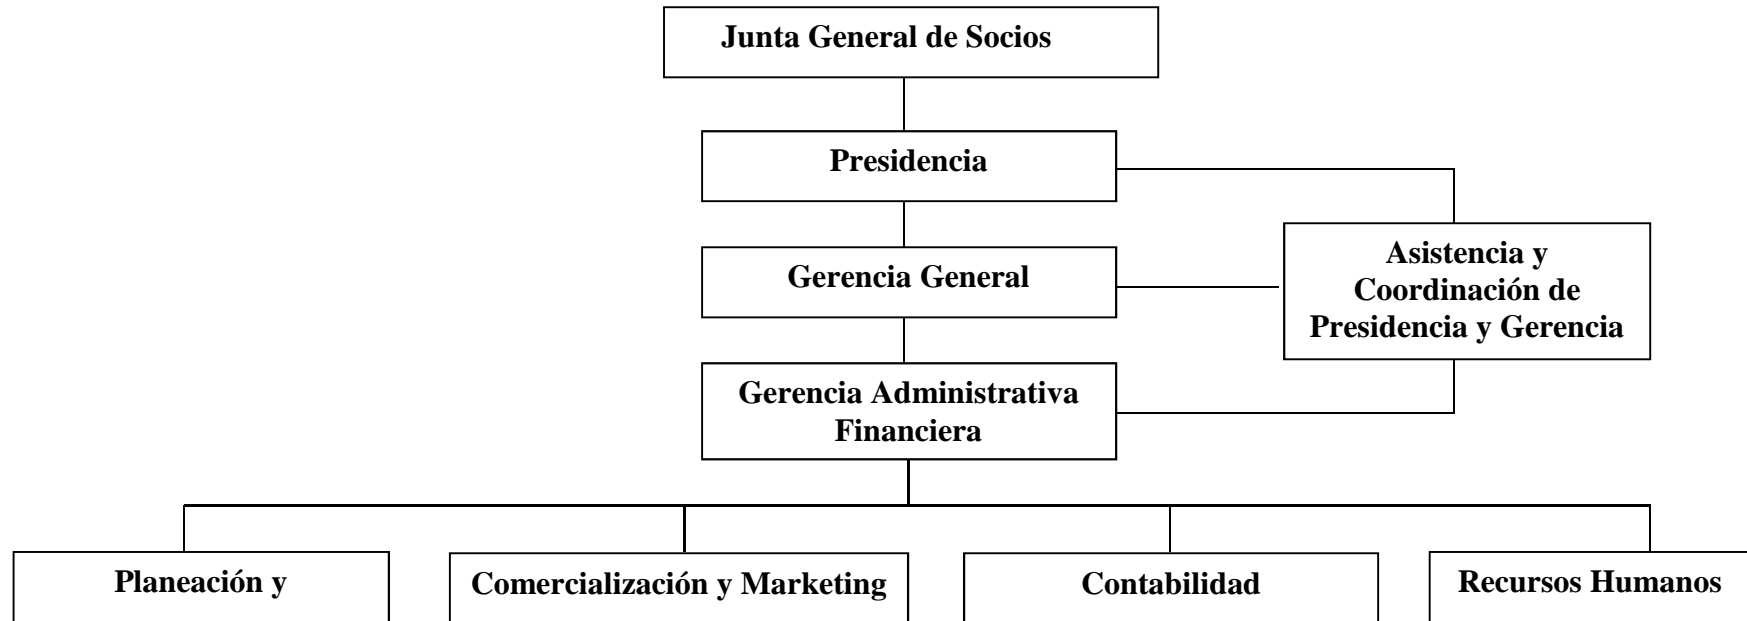 Junta General de Socios
Presidencia
Gerencia General
Asistencia y
Coordinación de
Presidencia y Gerencia
Gerencia Administrativa
Financiera
Planeación y
Comercialización y Marketing
Contabilidad
Recursos Humanos